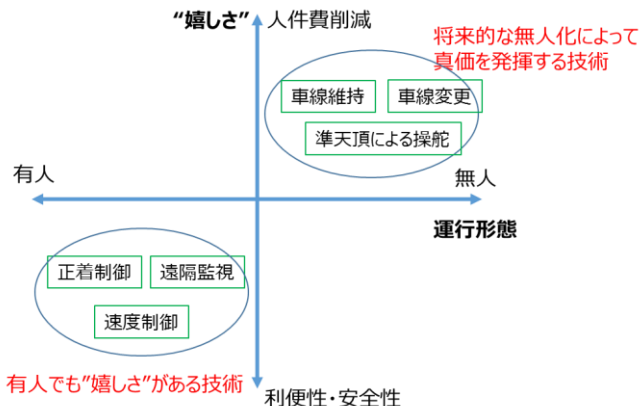 “嬉しさ”
人件費削減
将来的な無人化によって
真価を発揮する技術
車線維持
車線変更
準天頂による操舵
有人
無人
運行形態
正着制御
遠隔監視
速度制御
有人でも”嬉しさ”がある技術
利便性・安全性